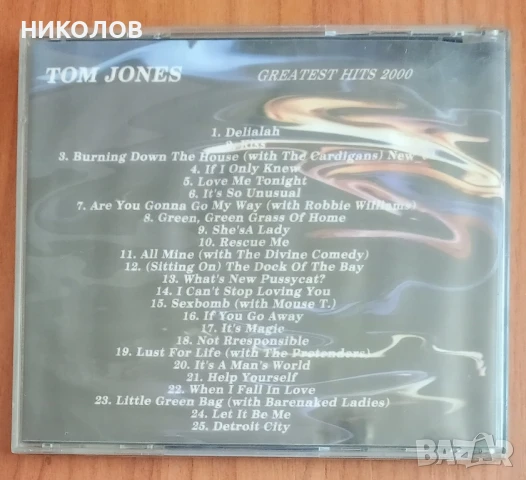 НИКОЛОВ
TOM JONES GREATEST HITS 2000
1. Delialah
2. Kiss
3. Burning Down The House (with The Cardigans) New
4. If I Only Knew
5. Love Me Tonight
6. It's So Unusual
7. Are You Gonna Go My Way (with Robbie Williams)
8. Green, Green Grass Of Home
9. She'sA Lady
10. Rescue Me
11. All Mine (with The Divine Comedy)
12. (Sitting On) The Dock Of The Bay
13. What's New Pussycat?
14. I Can't Stop Loving You
15. Sexbomb (with Mouse T.)
16. If You Go Away
17. It's Magic
18. Not Rresponsible
19. Lust For Life (with The Pretenders)
20. It's A Man's World
21. Help Yourself
22. When I Fall In Love
23. Little Green Bag (with Barenaked Ladies)
24. Let It Be Me
25. Detroit City
BAZAR